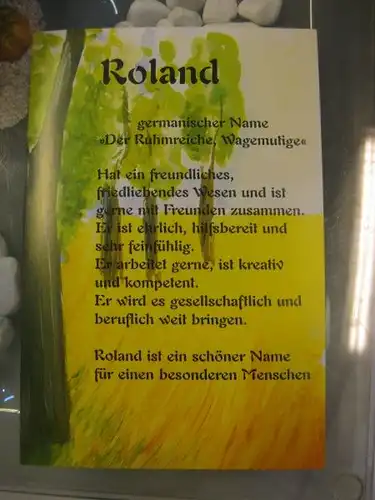 Roland
germanischer Name
»Der Ruhmreiche, Wagemutige«
Hat ein freundliches,
friedliebendes Wesen und ist
gerne mit Freunden zusammen.
Er ist ehrlich, hilfsbereit und
sehr feinfühlig.
Er arbeitet gerne, ist kreativ
und kompetent.
Er wird es gesellschaftlich und
beruflich weit bringen.
Roland ist ein schöner Name
für einen besonderen Menschen